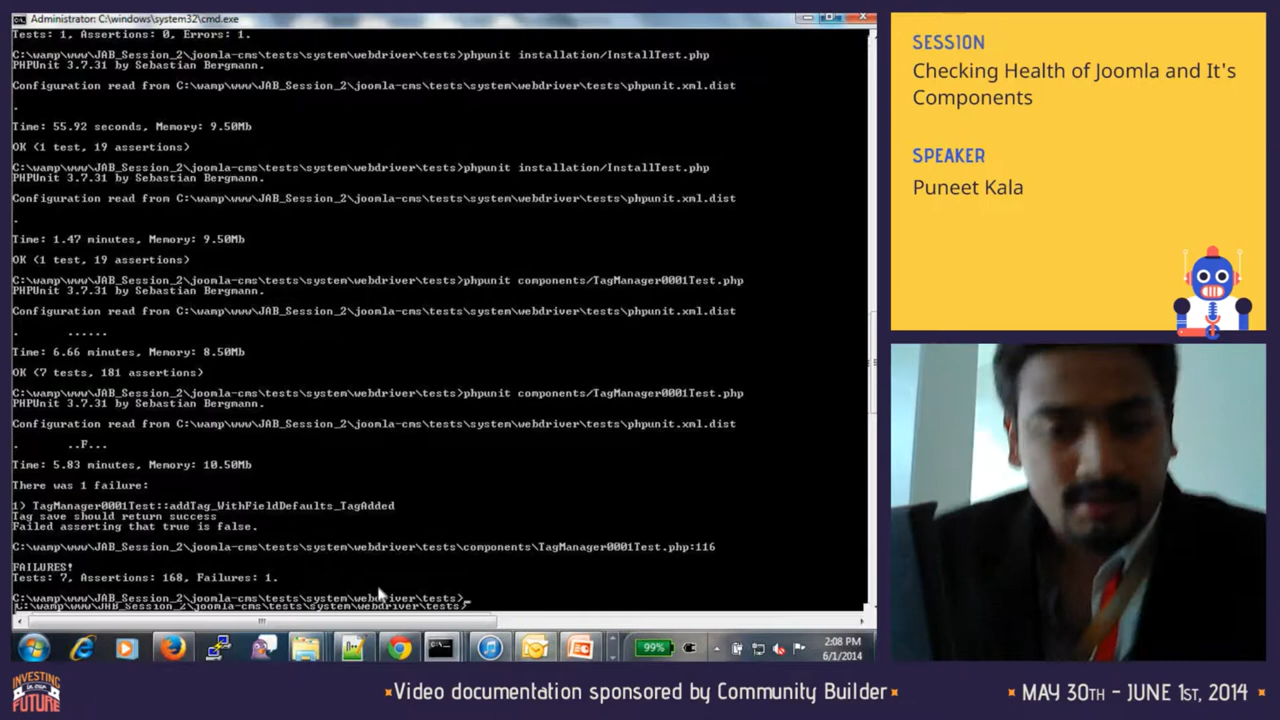 Administrator: C:\windows\system32\cmd.exe
Tests: 1, Assertions: 0, Errors: 1.
C:\wamp\www\JAB_Session_2\joomla-cms\tests\system\webdriver\tests>phpunit installation/InstallTest.php
PHPUnit 3.7.31 by Sebastian Bergmann.
Configuration read from C:\wamp\www\JAB_Session_2\joomla-cms\tests\system\webdriver\tests\phpunit.xml.dist
.
Time: 55.92 seconds, Memory: 9.50Mb
OK (1 test, 19 assertions)
C:\wamp\www\JAB_Session_2\joomla-cms\tests\system\webdriver\tests>phpunit installation/InstallTest.php
PHPUnit 3.7.31 by Sebastian Bergmann.
Configuration read from C:\wamp\www\JAB_Session_2\joomla-cms\tests\system\webdriver\tests\phpunit.xml.dist
.
Time: 1.47 minutes, Memory: 9.50Mb
OK (1 test, 19 assertions)
C:\wamp\www\JAB_Session_2\joomla-cms\tests\system\webdriver\tests>phpunit components/TagManager0001Test.php
PHPUnit 3.7.31 by Sebastian Bergmann.
Configuration read from C:\wamp\www\JAB_Session_2\joomla-cms\tests\system\webdriver\tests\phpunit.xml.dist
. ......
Time: 6.66 minutes, Memory: 8.50Mb
OK (7 tests, 181 assertions)
C:\wamp\www\JAB_Session_2\joomla-cms\tests\system\webdriver\tests>phpunit components/TagManager0001Test.php
PHPUnit 3.7.31 by Sebastian Bergmann.
Configuration read from C:\wamp\www\JAB_Session_2\joomla-cms\tests\system\webdriver\tests\phpunit.xml.dist
. ..F...
Time: 5.83 minutes, Memory: 10.50Mb
There was 1 failure:
1) TagManager0001Test::addTag_WithFieldDefaults_TagAdded
Tag save should return success
Failed asserting that true is false.
C:\wamp\www\JAB_Session_2\joomla-cms\tests\system\webdriver\tests\components\TagManager0001Test.php:116
FAILURES!
Tests: 7, Assertions: 168, Failures: 1.
C:\wamp\www\JAB_Session_2\joomla-cms\tests\system\webdriver\tests>_
C:\wamp\www\JAB_Session_2\joomla-cms\tests\system\webdriver\tests>
99%
2:08 PM
6/1/2014
SESSION
Checking Health of Joomla and It's
Components
SPEAKER
Puneet Kala
INVESTING
IN OUR
FUTURE
Video documentation sponsored by Community Builder
MAY 30TH - JUNE 1ST, 2014